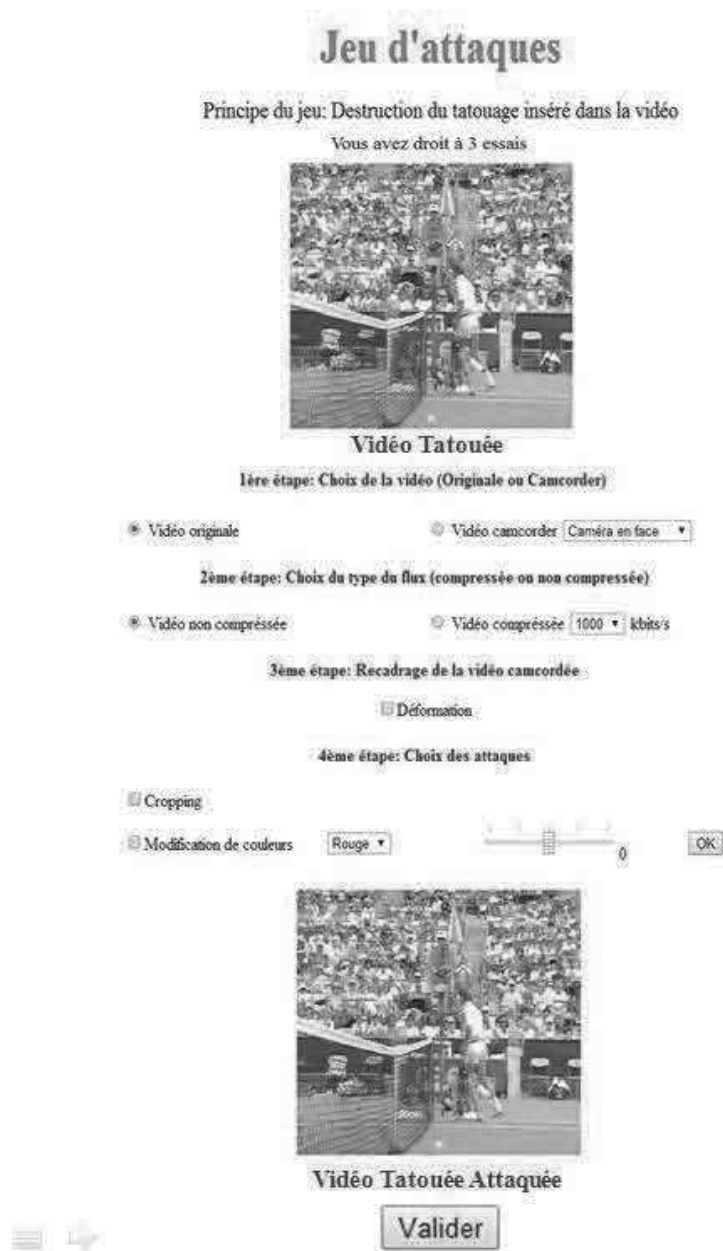 Jeu d'attaques
Principe du jeu: Destruction du tatouage inséré dans la vidéo
Vous avez droit à 3 essais
Vidéo Tatouée
1ère étape: Choix de la vidéo (Originale ou Camcorder)
Vidéo originale Vidéo camcorder Caméra en face
2ème étape: Choix du type du flux (compressée ou non compressée)
Vidéo non compréssée Vidéo compréssée 1000 kbits/s
3ème étape: Recadrage de la vidéo camcordée
Déformation
4ème étape: Choix des attaques
Cropping
Modification de couleurs Rouge 0 OK
Vidéo Tatouée Attaquée
Valider